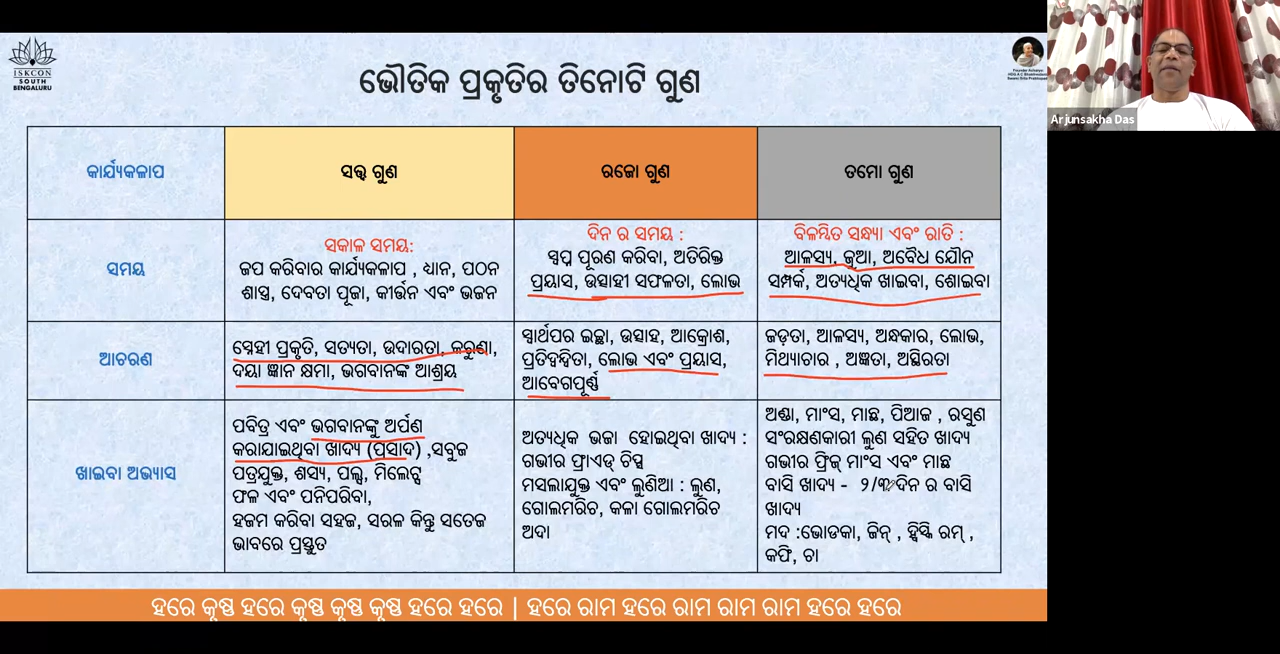 ISKCON
SOUTH
BENGALURU
ଭୌତିକ ପ୍ରକୃତିର ତିନୋଟି ଗୁଣ
Arjunsakha Das
କାର୍ଯ୍ୟକଳାପ
ସତ୍ତ୍ୱ ଗୁଣ
ରଜୋ ଗୁଣ
ତମୋ ଗୁଣ
ସମୟ
ସକାଳ ସମୟ:
ଜପ କରିବାର କାର୍ଯ୍ୟକଳାପ , ଧ୍ୟାନ, ପଠନ
ଶାସ୍ତ୍ର, ଦେବତା ପୂଜା, କୀର୍ତ୍ତନ ଏବଂ ଭଜନ
ଦିନ ର ସମୟ :
ସ୍ୱପ୍ନ ପୂରଣ କରିବା, ଅତିରିକ୍ତ
ପ୍ରୟାସ, ଉତ୍ସାହୀ ସଫଳତା, ଲୋଭ
ବିଳମ୍ବିତ ସନ୍ଧ୍ୟା ଏବଂ ରାତି :
ଆଳସ୍ୟ, ଜୁଆ, ଅବୈଧ ଯୌନ
ସମ୍ପର୍କ, ଅତ୍ୟଧିକ ଖାଇବା, ଶୋଇବା
ଆଚରଣ
ସ୍ନେହୀ ପ୍ରକୃତି, ସତ୍ୟତା, ଉଦାରତା, କରୁଣା,
ଦୟା ଜ୍ଞାନ କ୍ଷମା, ଭଗବାନଙ୍କ ଆଶ୍ରୟ
ସ୍ୱାର୍ଥପର ଇଚ୍ଛା, ଉତ୍ସାହ, ଆକ୍ରୋଶ,
ପ୍ରତିଦ୍ୱନ୍ଦ୍ୱିତା, ଲୋଭ ଏବଂ ପ୍ରୟାସ,
ଆବେଗପୂର୍ଣ୍ଣ
ଜଡ଼ତା, ଆଳସ୍ୟ, ଅନ୍ଧକାର, ଲୋଭ,
ମିଥ୍ୟାଚାର , ଅଜ୍ଞତା, ଅସ୍ଥିରତା
ଖାଇବା ଅଭ୍ୟାସ
ପବିତ୍ର ଏବଂ ଭଗବାନଙ୍କୁ ଅର୍ପଣ
କରାଯାଇଥିବା ଖାଦ୍ୟ (ପ୍ରସାଦ) ,ସବୁଜ
ପତ୍ରଯୁକ୍ତ, ଶସ୍ୟ, ପଲ୍ସ, ମିଲେଟ୍ସ
ଫଳ ଏବଂ ପନିପରିବା,
ହଜମ କରିବା ସହଜ, ସରଳ କିନ୍ତୁ ସତେଜ
ଭାବରେ ପ୍ରସ୍ତୁତ
ଅତ୍ୟଧିକ ଭଜା ହୋଇଥିବା ଖାଦ୍ୟ :
ଗଭୀର ଫ୍ରାଏଡ୍ ଚିପ୍ସ
ମସଲାଯୁକ୍ତ ଏବଂ ଲୁଣିଆ : ଲୁଣ,
ଗୋଲମରିଚ, କଳା ଗୋଲମରିଚ
ଅଦା
ଅଣ୍ଡା, ମାଂସ, ମାଛ, ପିଆଜ , ରସୁଣ
ସଂରକ୍ଷଣକାରୀ ଲୁଣ ସହିତ ଖାଦ୍ୟ
ଗଭୀର ଫ୍ରିଜ୍ ମାଂସ ଏବଂ ମାଛ
ବାସି ଖାଦ୍ୟ - ୨/୩ ଦିନ ର ବାସି
ଖାଦ୍ୟ
ମଦ :ଭୋଡକା, ଜିନ୍ , ହ୍ୱିସ୍କି ରମ୍ ,
କଫି, ଚା
ହରେ କୃଷ୍ଣ ହରେ କୃଷ୍ଣ କୃଷ୍ଣ କୃଷ୍ଣ ହରେ ହରେ | ହରେ ରାମ ହରେ ରାମ ରାମ ରାମ ହରେ ହରେ